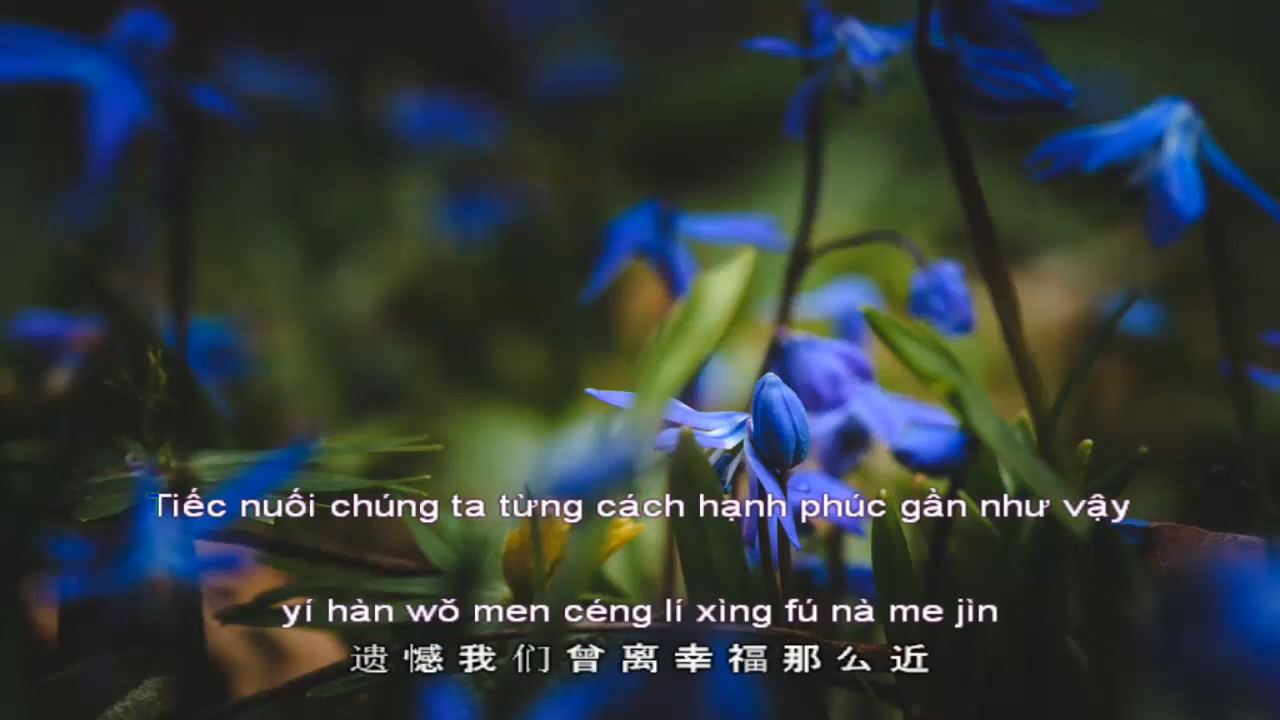 Tiếc nuối chúng ta từng cách hạnh phúc gần như vậy
yí hàn wǒ men céng lí xìng fú nà me jìn
遗憾我们曾离幸福那么近